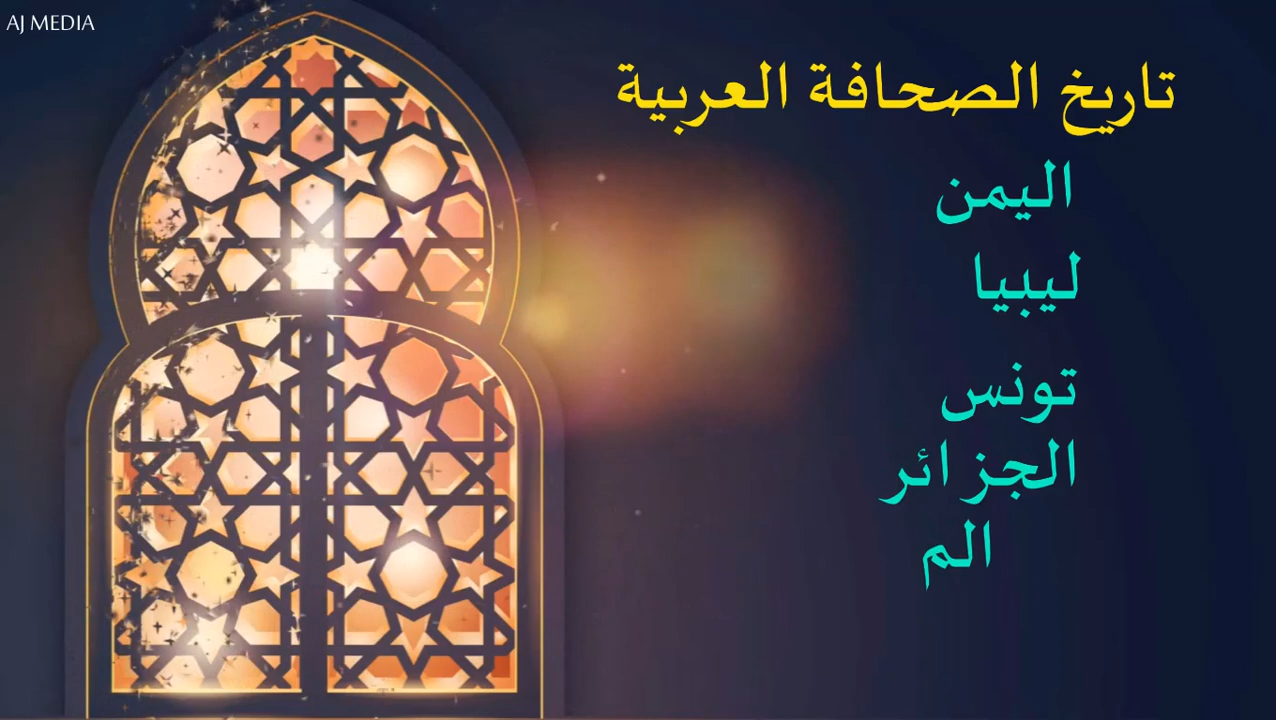 AJ MEDIA
تاريخ الصحافة العربية
اليمن
ليبيا
تونس
الجزائر
الم